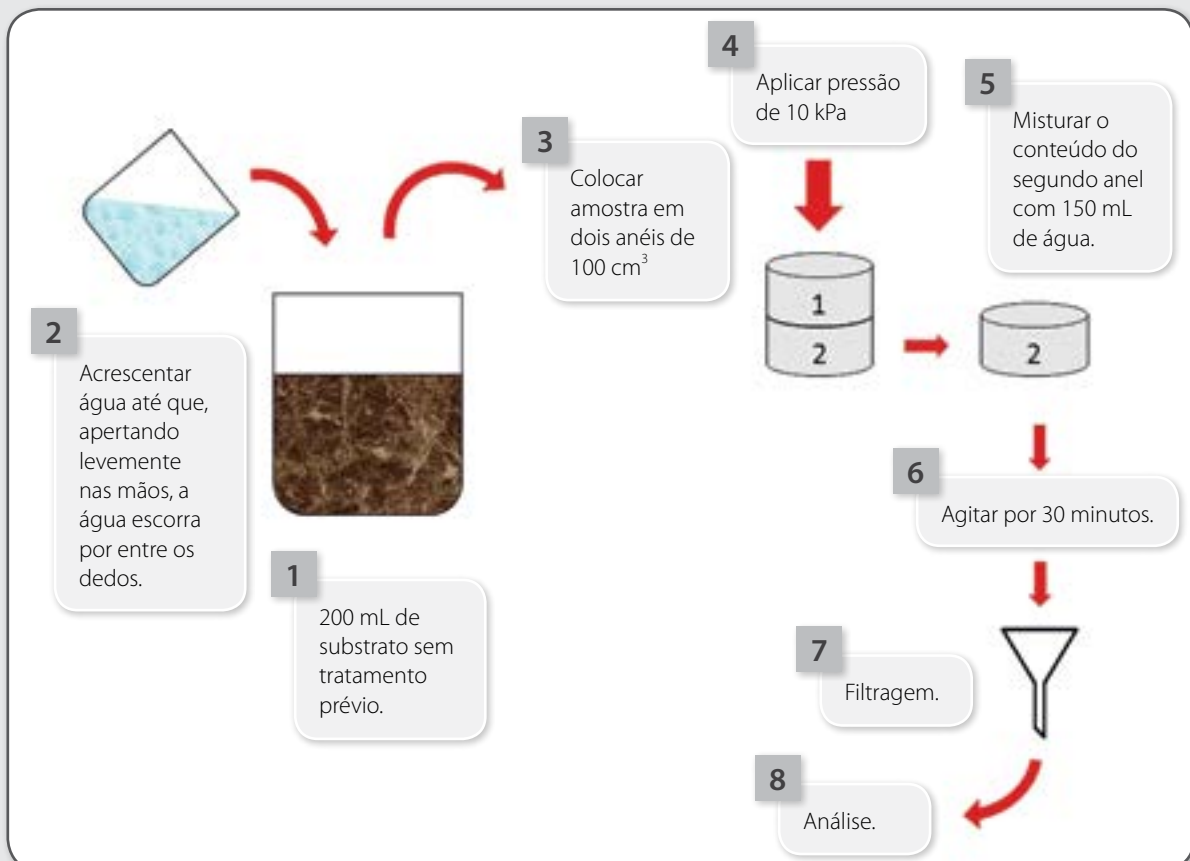 1
200 mL de
substrato sem
tratamento
prévio.
2
Acrescentar
água até que,
apertando
levemente
nas mãos, a
água escorra
por entre os
dedos.
3
Colocar
amostra em
dois anéis de
100 cm³
4
Aplicar pressão
de 10 kPa
1
2
5
Misturar o
conteúdo do
segundo anel
com 150 mL
de água.
2
6
Agitar por 30 minutos.
7
Filtragem.
8
Análise.